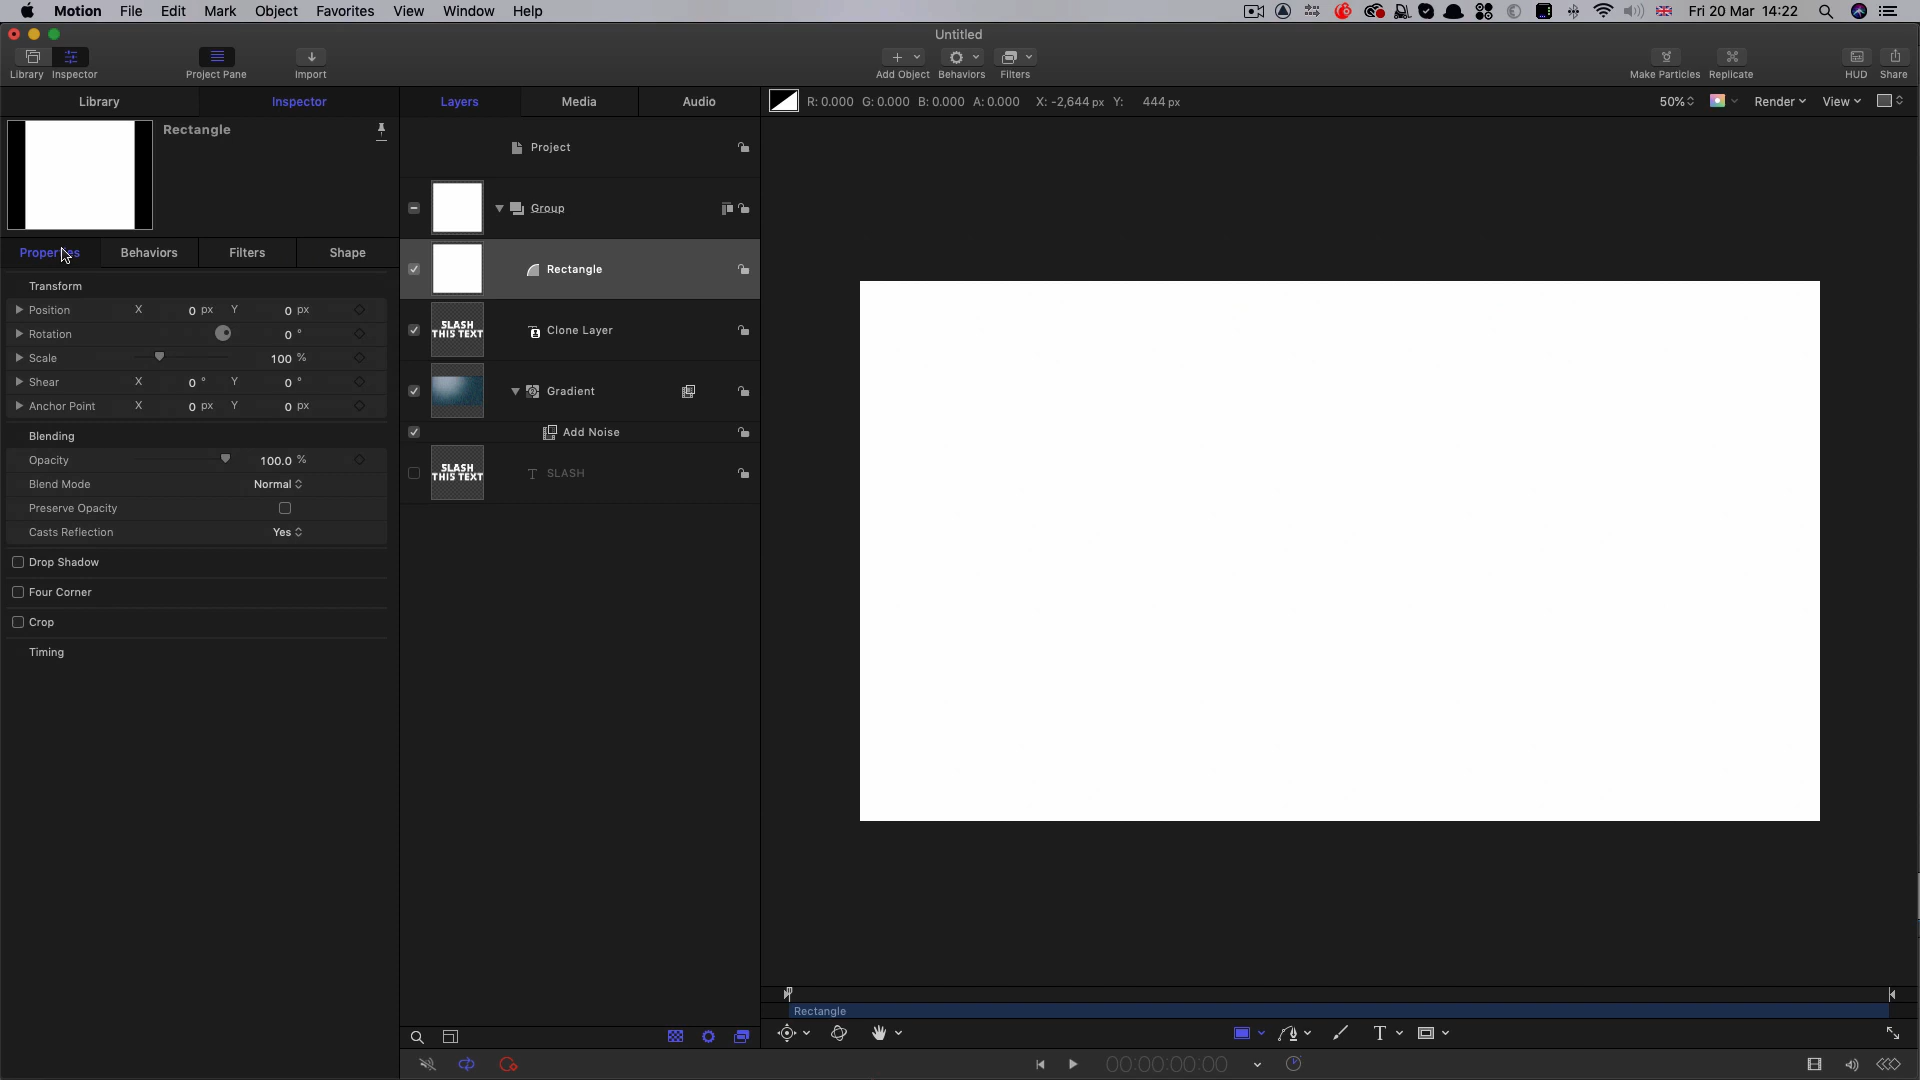 Motion File Edit Mark Object Favorites View Window Help Fri 20 Mar 14:22
Untitled
Library Inspector Project Pane Import Add Object Behaviors Filters Make Particles Replicate HUD Share
Library Inspector Layers Media Audio R: 0.000 G: 0.000 B: 0.000 A: 0.000 X: -2,644 px Y: 444 px 50% Render View
Rectangle
Project
Group
Properties Behaviors Filters Shape
Rectangle
Transform
Position X 0 px Y 0 px
Rotation 0 °
Scale 100 %
Shear X 0 ° Y 0 °
Anchor Point X 0 px Y 0 px
SLASH
THIS TEXT
Clone Layer
Gradient
Add Noise
Blending
Opacity 100.0 %
Blend Mode Normal
Preserve Opacity
Casts Reflection Yes
SLASH
THIS TEXT
T SLASH
Drop Shadow
Four Corner
Crop
Timing
Rectangle
T
00:00:00:00